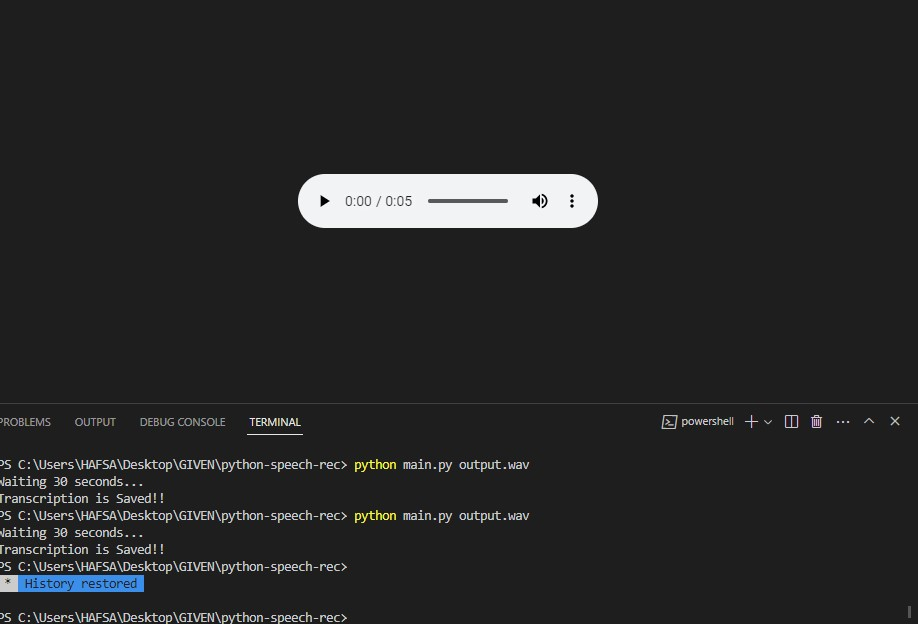 0:00 / 0:05
PROBLEMS OUTPUT DEBUG CONSOLE TERMINAL powershell
PS C:\Users\HAFSA\Desktop\GIVEN\python-speech-rec> python main.py output.wav
Waiting 30 seconds...
Transcription is Saved!!
PS C:\Users\HAFSA\Desktop\GIVEN\python-speech-rec> python main.py output.wav
Waiting 30 seconds...
Transcription is Saved!!
PS C:\Users\HAFSA\Desktop\GIVEN\python-speech-rec>
* History restored
PS C:\Users\HAFSA\Desktop\GIVEN\python-speech-rec>